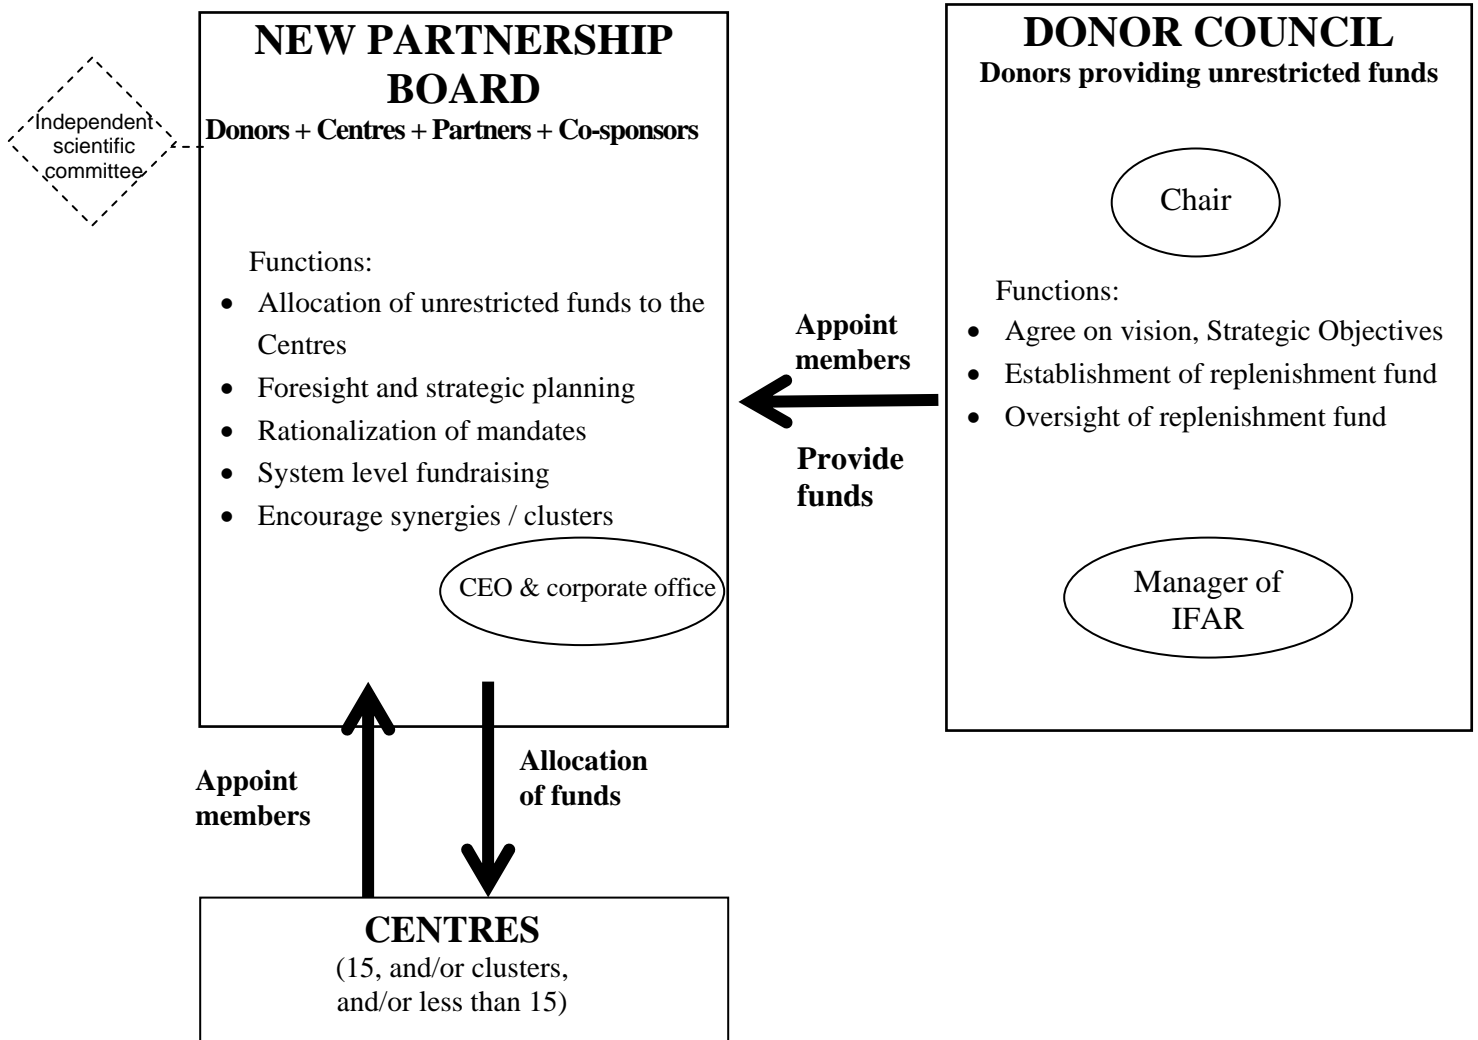 NEW PARTNERSHIP
BOARD
Donors + Centres + Partners + Co-sponsors
Independent
scientific
committee
Functions:
• Allocation of unrestricted funds to the
Centres
• Foresight and strategic planning
• Rationalization of mandates
• System level fundraising
• Encourage synergies / clusters
CEO & corporate office
Appoint
members
Provide
funds
DONOR COUNCIL
Donors providing unrestricted funds
Chair
Functions:
• Agree on vision, Strategic Objectives
• Establishment of replenishment fund
• Oversight of replenishment fund
Manager of
IFAR
Appoint
members
Allocation
of funds
CENTRES
(15, and/or clusters,
and/or less than 15)